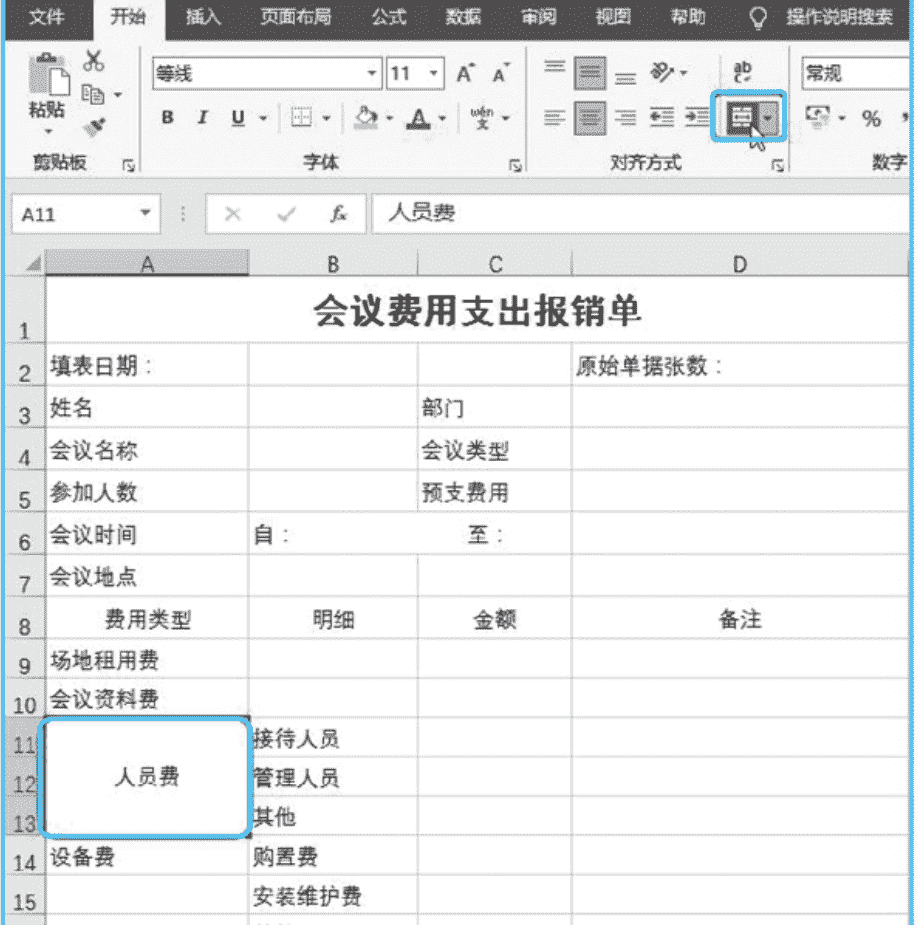 文件 开始 插入 页面布局 公式 数据 审阅 视图 帮助 操作说明搜索
等线 11 A A ab 常规
粘贴 B I U A wén 文 %
剪贴板 字体 对齐方式 数字
A11 fx 人员费
A B C D
1 会议费用支出报销单
2 填表日期： 原始单据张数：
3 姓名 部门
4 会议名称 会议类型
5 参加人数 预支费用
6 会议时间 自： 至：
7 会议地点
8 费用类型 明细 金额 备注
9 场地租用费
10 会议资料费
11 接待人员
12 人员费 管理人员
13 其他
14 设备费 购置费
15 安装维护费